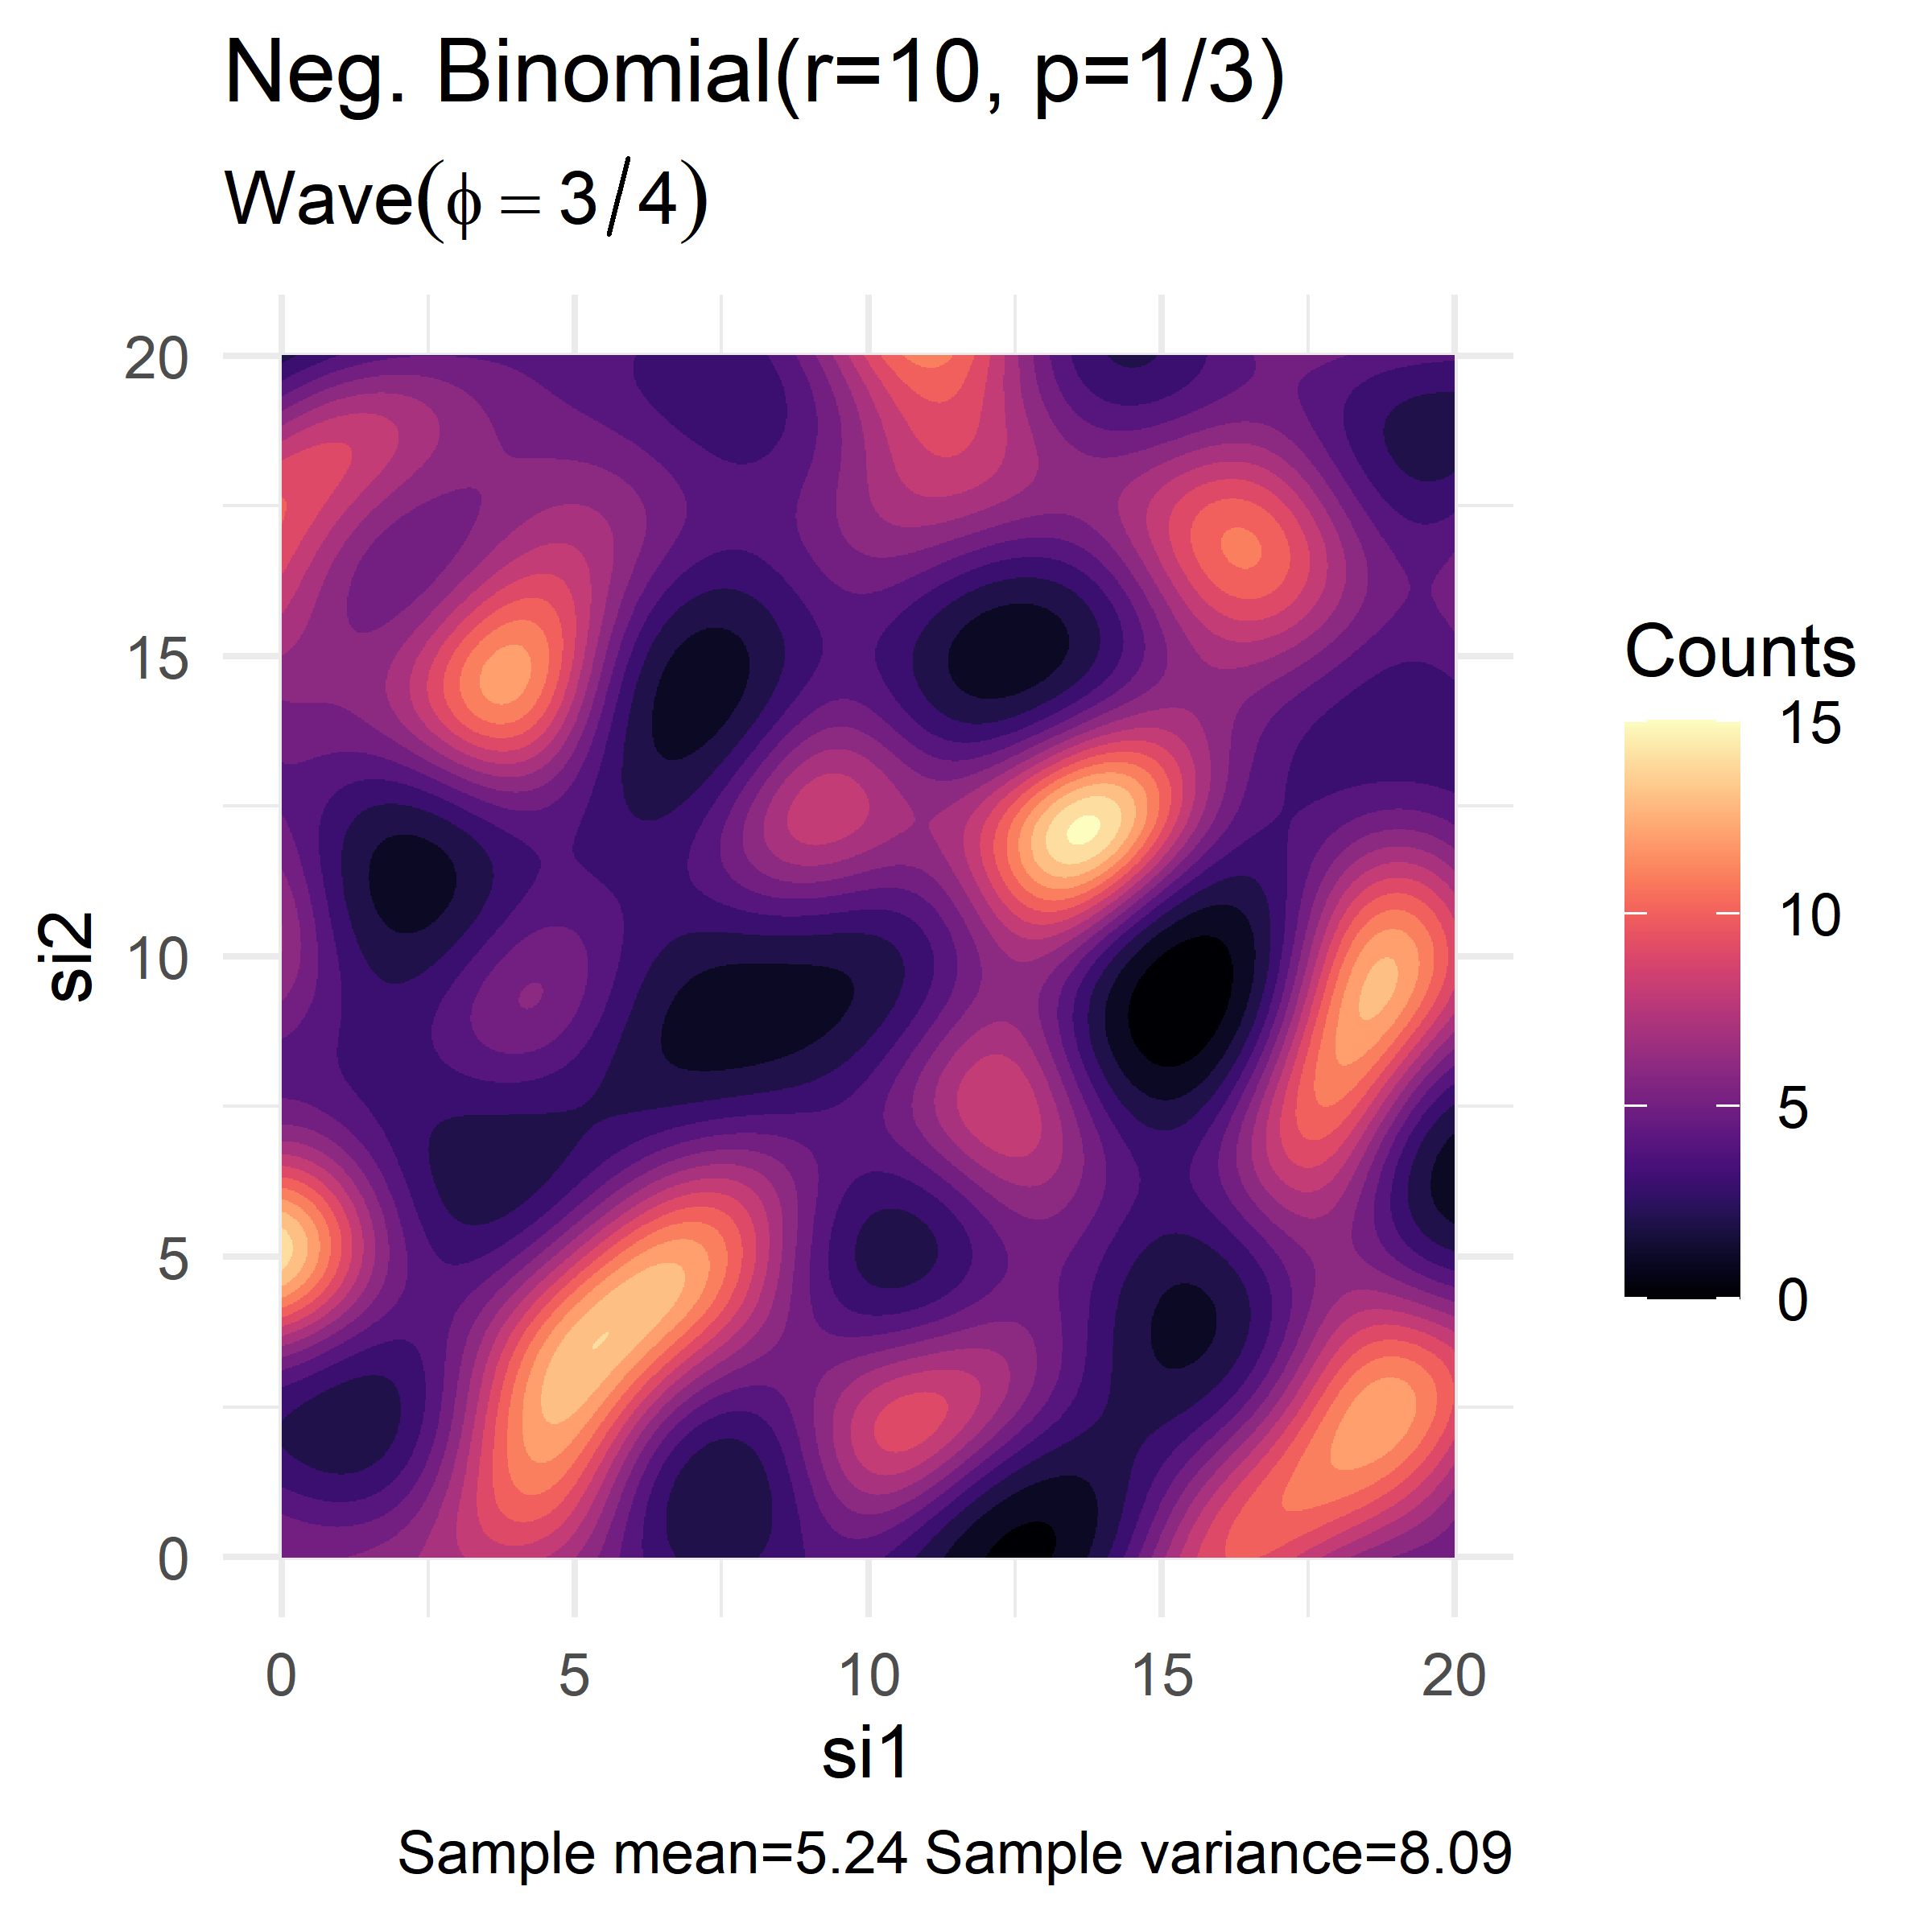 Neg. Binomial(r=10, p=1/3)
Wave(ϕ = 3/4)
20
15
10
5
0
si2
0 5 10 15 20
si1
Counts
15
10
5
0
Sample mean=5.24 Sample variance=8.09